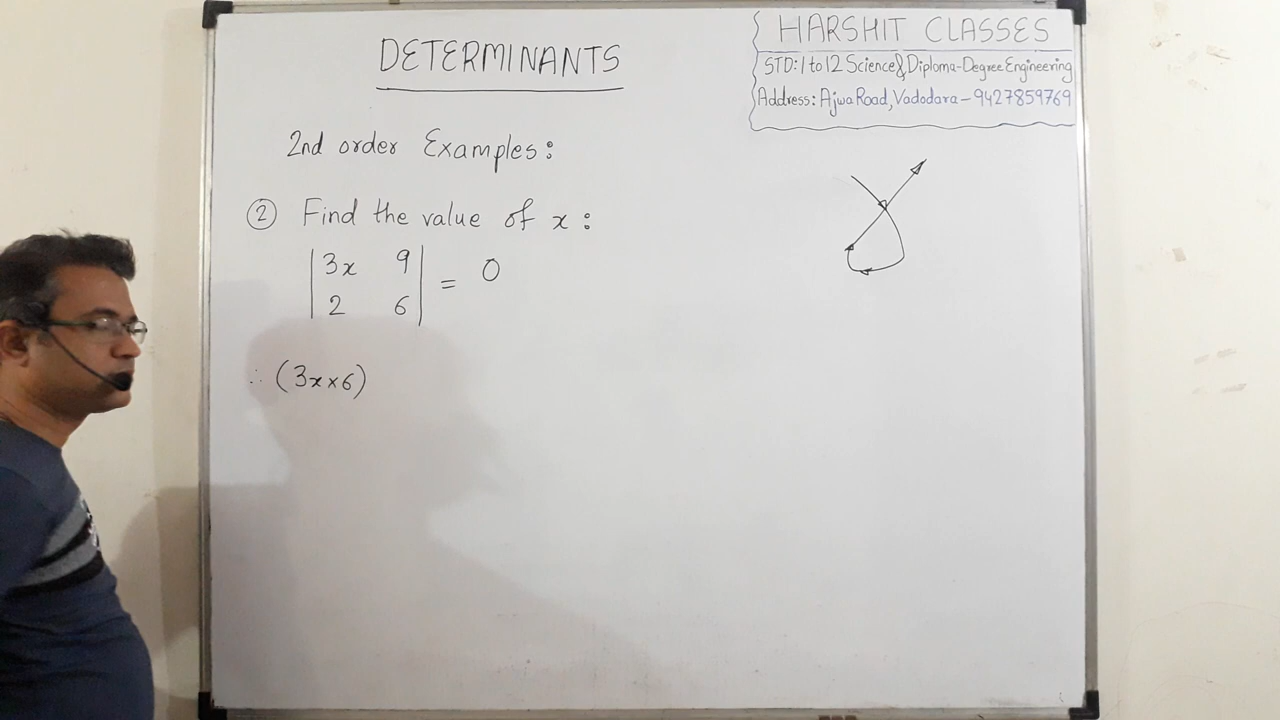 DETERMINANTS
HARSHIT CLASSES
STD: 1 to 12 Science & Diploma-Degree Engineering
Address: Ajwa Road, Vadodara - 9427859769
2nd order Examples:
② Find the value of x:
|3x 9| = 0
|2 6|
∴ (3x×6)